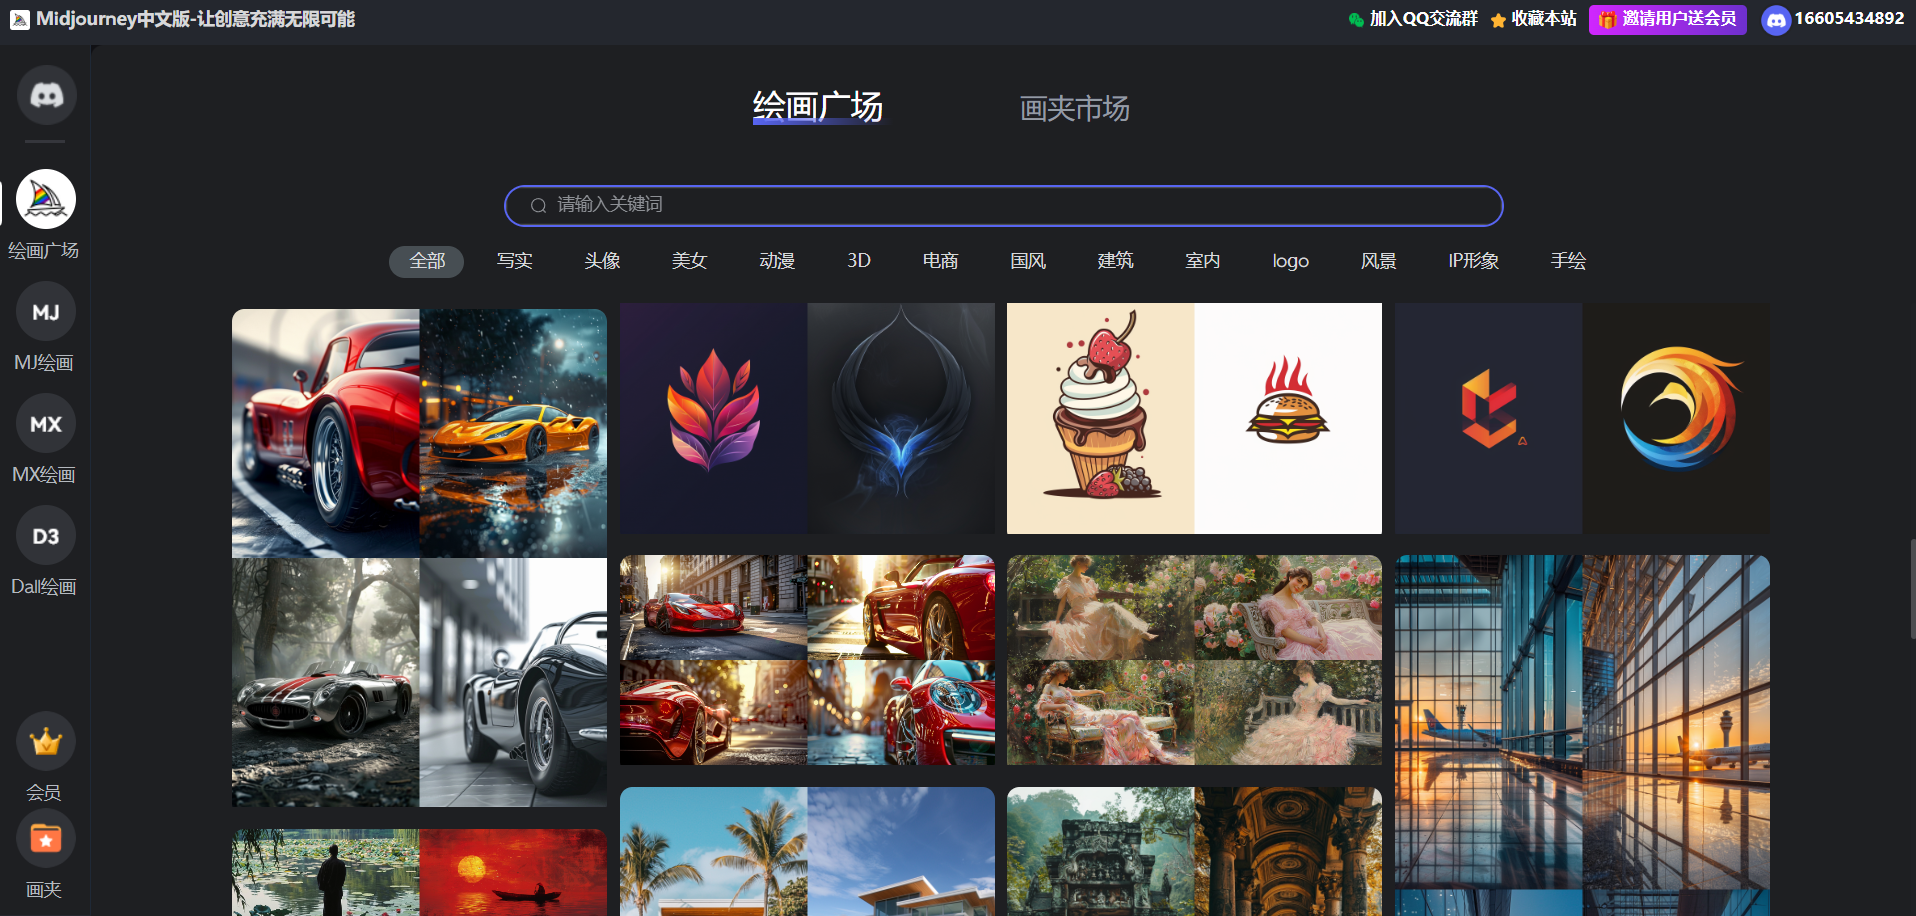 Midjourney中文版-让创意充满无限可能
加入QQ交流群
收藏本站
邀请用户送会员
16605434892
绘画广场
画夹市场
请输入关键词
全部 写实 头像 美女 动漫 3D 电商 国风 建筑 室内 logo 风景 IP形象 手绘
绘画广场
MJ
MJ绘画
MX
MX绘画
D3
Dall绘画
会员
画夹